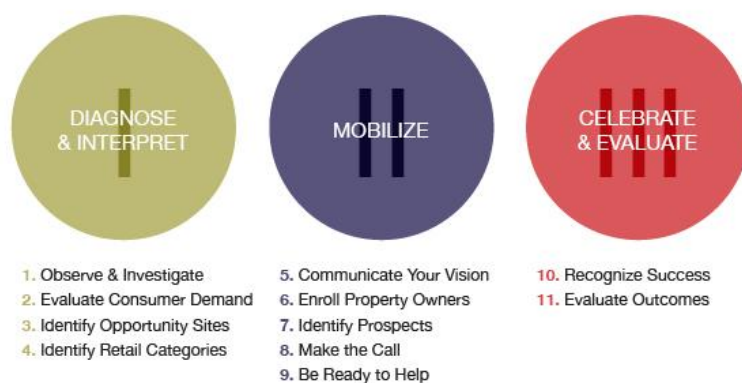 DIAGNOSE
& INTERPRET
I
MOBILIZE
II
CELEBRATE
& EVALUATE
III
1. Observe & Investigate
2. Evaluate Consumer Demand
3. Identify Opportunity Sites
4. Identify Retail Categories
5. Communicate Your Vision
6. Enroll Property Owners
7. Identify Prospects
8. Make the Call
9. Be Ready to Help
10. Recognize Success
11. Evaluate Outcomes